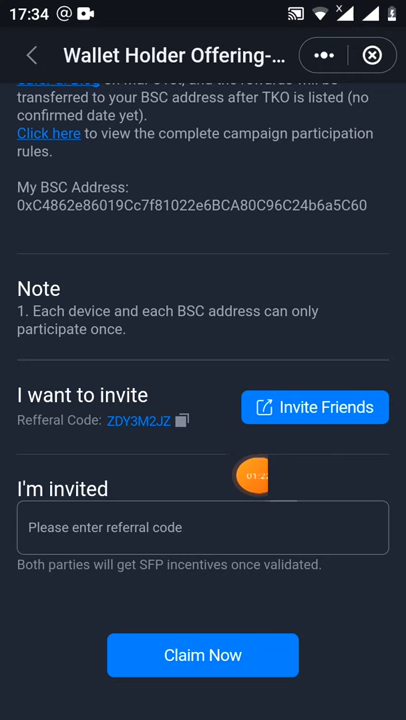 17:34
Wallet Holder Offering-...
transferred to your BSC address after TKO is listed (no
confirmed date yet).
Click here to view the complete campaign participation
rules.
My BSC Address:
0xC4862e86019Cc7f81022e6BCA80C96C24b6a5C60
Note
1. Each device and each BSC address can only
participate once.
I want to invite
Refferal Code: ZDY3M2JZ
Invite Friends
I'm invited
Please enter referral code
Both parties will get SFP incentives once validated.
Claim Now